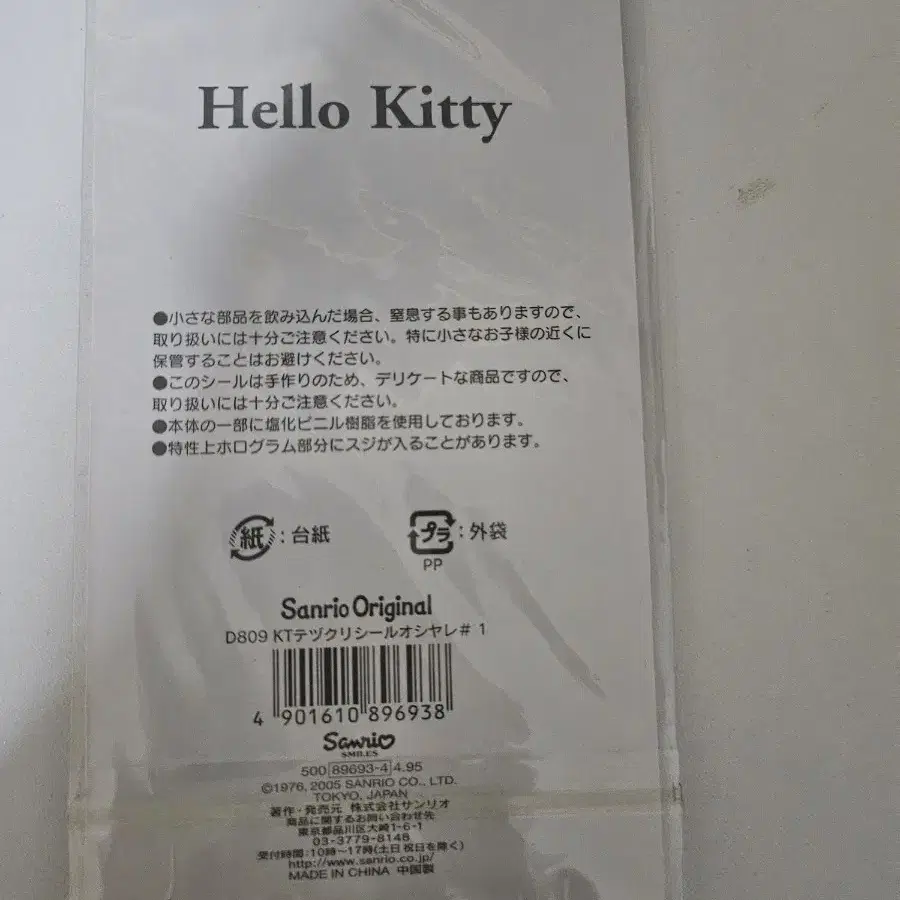 Hello Kitty
●小さな部品を飲み込んだ場合、窒息する事もありますので、
取り扱いには十分ご注意ください。特に小さなお子様の近くに
保管することはお避けください。
●このシールは手作りのため、デリケートな商品ですので、
取り扱いには十分ご注意ください。
●本体の一部に塩化ビニル樹脂を使用しております。
●特性上ホログラム部分にスジが入ることがあります。
紙:台紙 プラ:外袋
PP
Sanrio Original
D809 KTテヅクリシールオシヤレ# 1
4 901610 896938
Sanrio
SMILES
500 89693-4 4.95
©1976, 2005 SANRIO CO., LTD.
TOKYO, JAPAN
著作・発売元 株式会社サンリオ
商品に関するお問い合わせ先
東京都品川区大崎1-6-1
03-3779-8148
受付時間:10時〜17時(土日 祝日を除く)
http://www.sanrio.co.jp/
MADE IN CHINA 中国製